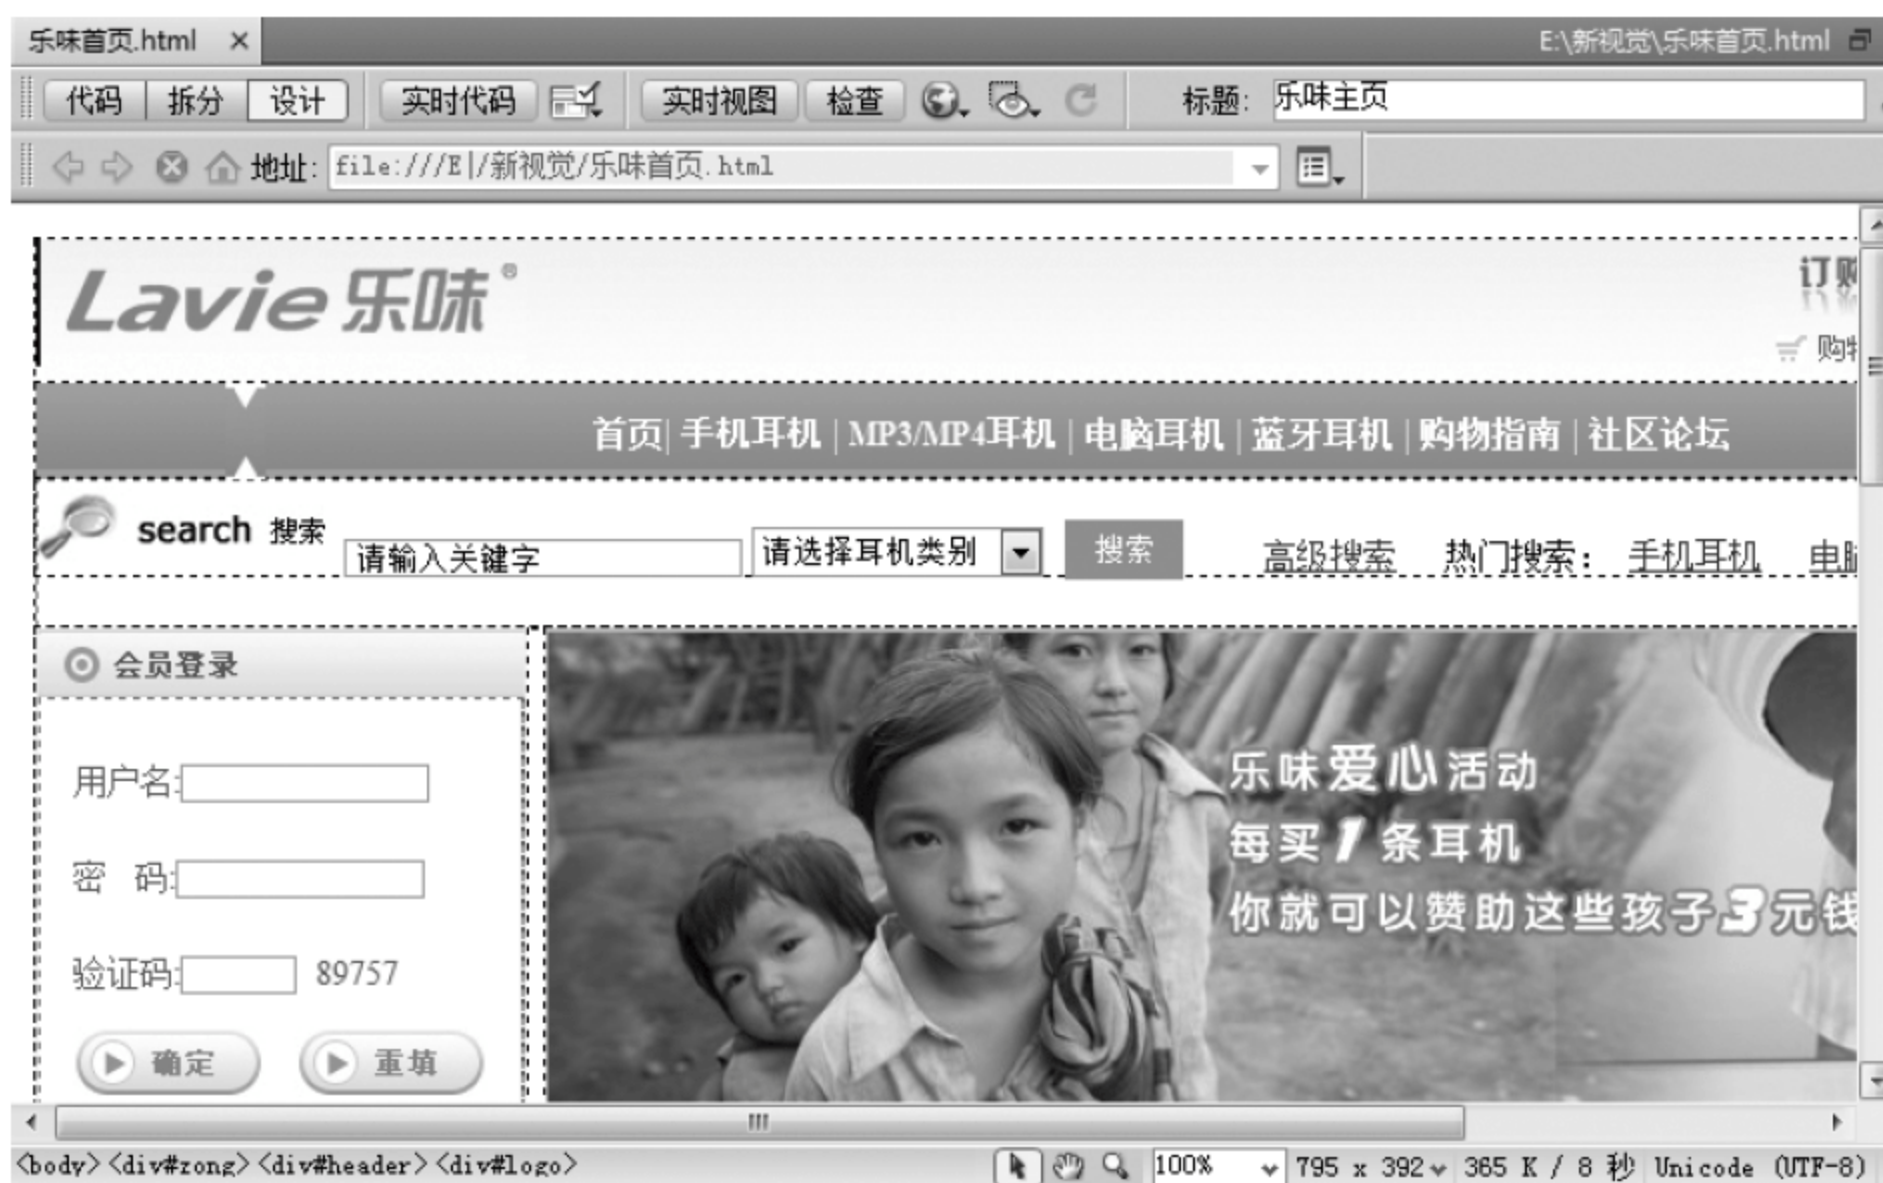 乐味首页.html ×
E:\新视觉\乐味首页.html
代码 拆分 设计 实时代码 实时视图 检查 标题: 乐味主页
地址: file:///E|/新视觉/乐味首页.html
Lavie 乐味®
订购
购物
首页| 手机耳机 | MP3/MP4耳机 | 电脑耳机 | 蓝牙耳机 | 购物指南 | 社区论坛
search 搜索 请输入关键字 请选择耳机类别 搜索 高级搜索 热门搜索: 手机耳机 电脑
会员登录
用户名:
密 码:
验证码: 89757
确定 重填
乐味爱心活动
每买1条耳机
你就可以赞助这些孩子3元钱
<body> <div#zong> <div#header> <div#logo>
100% 795 x 392 365 K / 8 秒 Unicode (UTF-8)